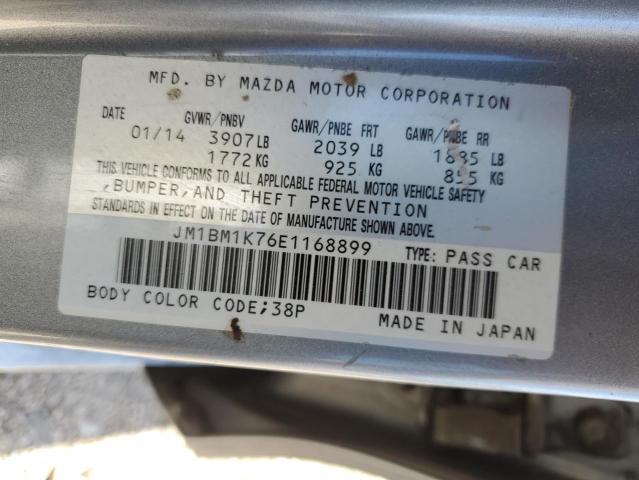 MFD. BY MAZDA MOTOR CORPORATION
DATE GVWR/PNBV GAWR/PNBE FRT GAWR/PNBE RR
01/14 3907LB 2039 LB 1885 LB
1772KG 925 KG 855 KG
THIS VEHICLE CONFORMS TO ALL APPLICABLE FEDERAL MOTOR VEHICLE SAFETY
,BUMPER,AND THEFT PREVENTION
STANDARDS IN EFFECT ON THE DATE OF MANUFACTURE SHOWN ABOVE.
JM1BM1K76E1168899 TYPE: PASS CAR
BODY COLOR CODE;38P
MADE IN JAPAN